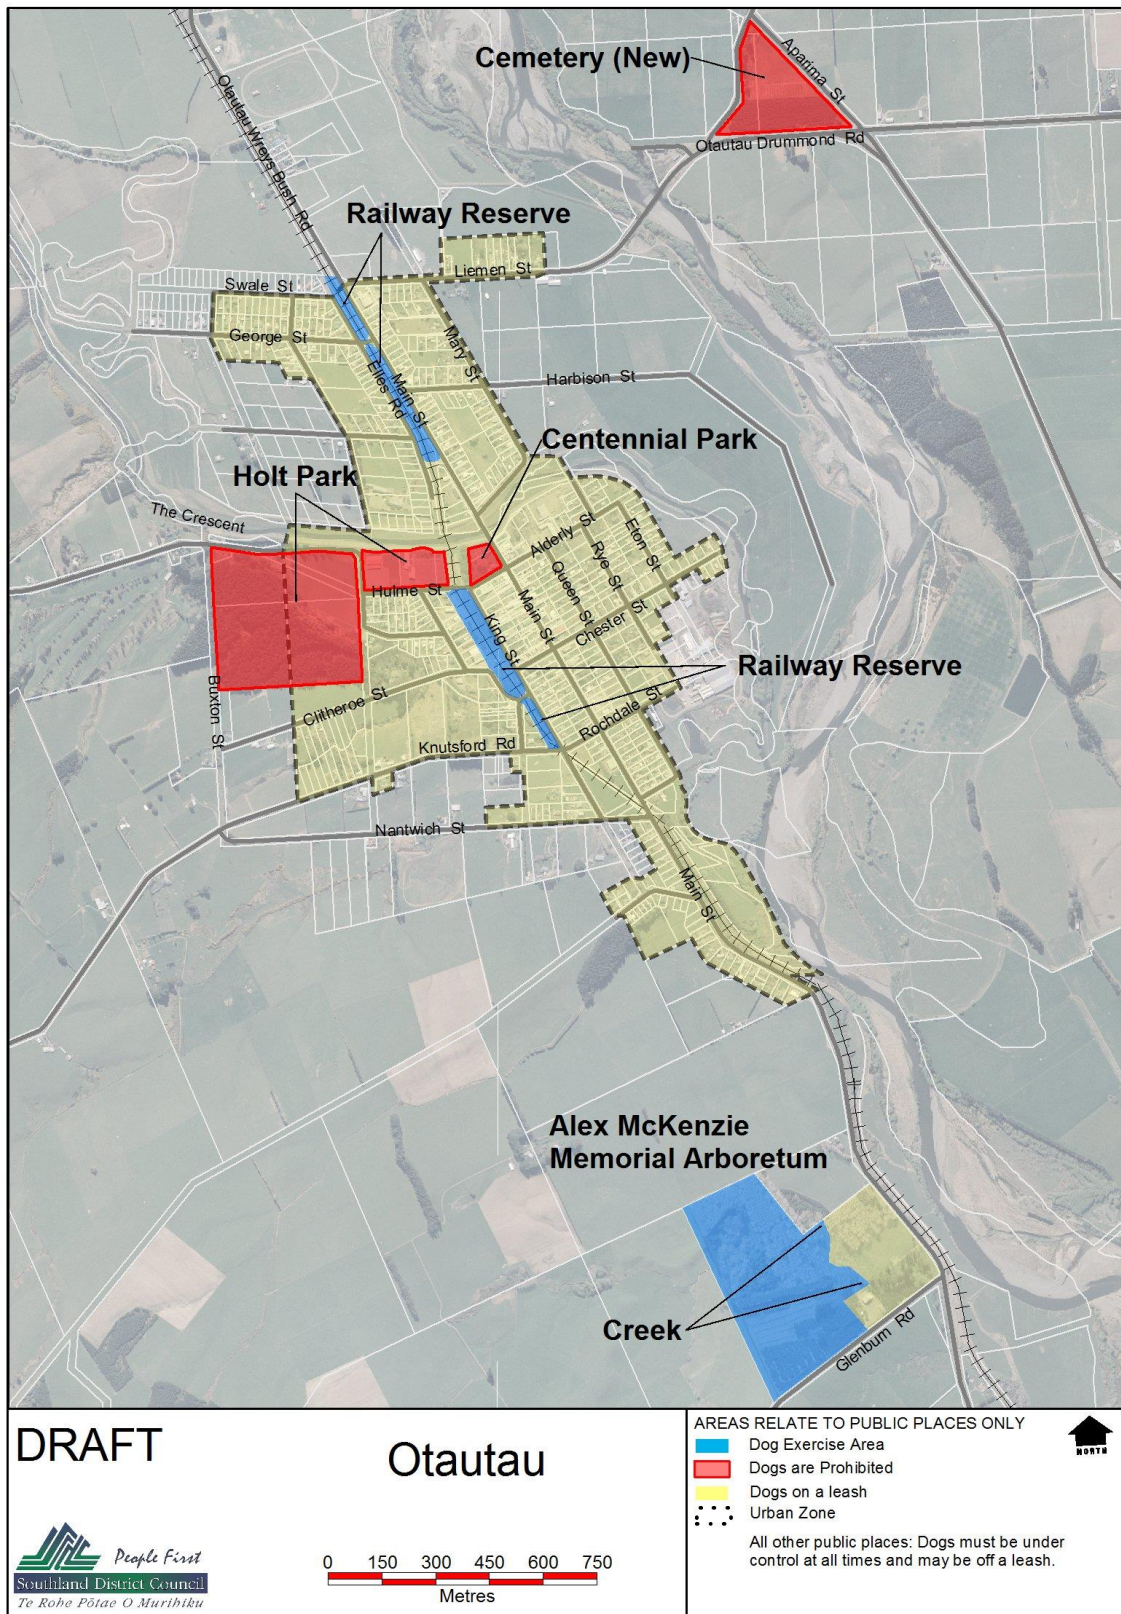 Cemetery (New)
Aparima St
Otautau Drummond Rd
Otautau Wreys Bush Rd
Railway Reserve
Liemen St
Swale St
George St
Mary St
Main St
Elles Rd
Harbison St
Centennial Park
Holt Park
The Crescent
Alderly St
Eton St
Rye St
Queen St
Hulme St
Main St
King St
Chester St
Railway Reserve
Buxton St
Clitheroe St
Rochdale St
Knutsford Rd
Nantwich St
Main St
Alex McKenzie
Memorial Arboretum
Creek
Glenburn Rd
DRAFT
Otautau
People First
Southland District Council
Te Rohe Pōtae O Murihiku
0 150 300 450 600 750
Metres
AREAS RELATE TO PUBLIC PLACES ONLY
Dog Exercise Area
Dogs are Prohibited
Dogs on a leash
Urban Zone
All other public places: Dogs must be under
control at all times and may be off a leash.
NORTH